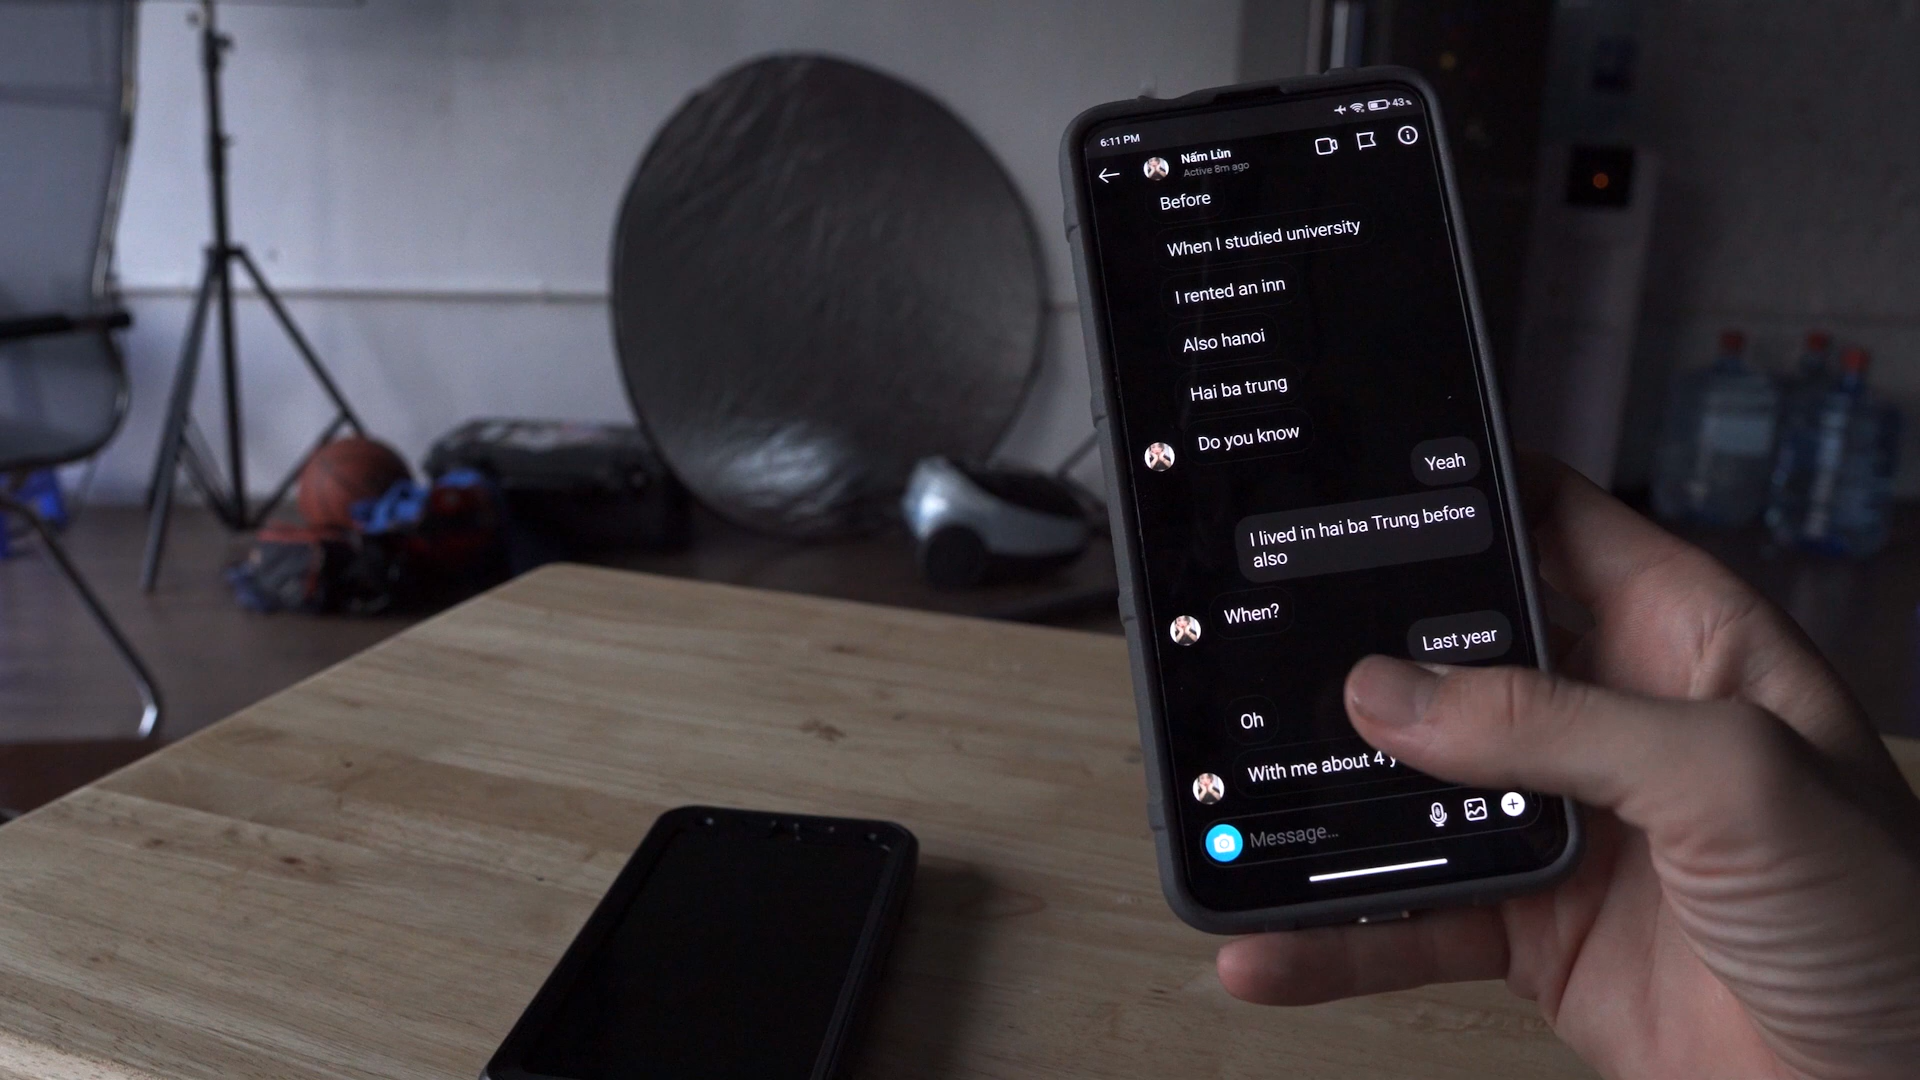 6:11 PM
43%
Nấm Lùn
Active 8m ago
Before
When I studied university
I rented an inn
Also hanoi
Hai ba trung
Do you know
Yeah
I lived in hai ba Trung before
also
When?
Last year
Oh
With me about 4 y
Message...